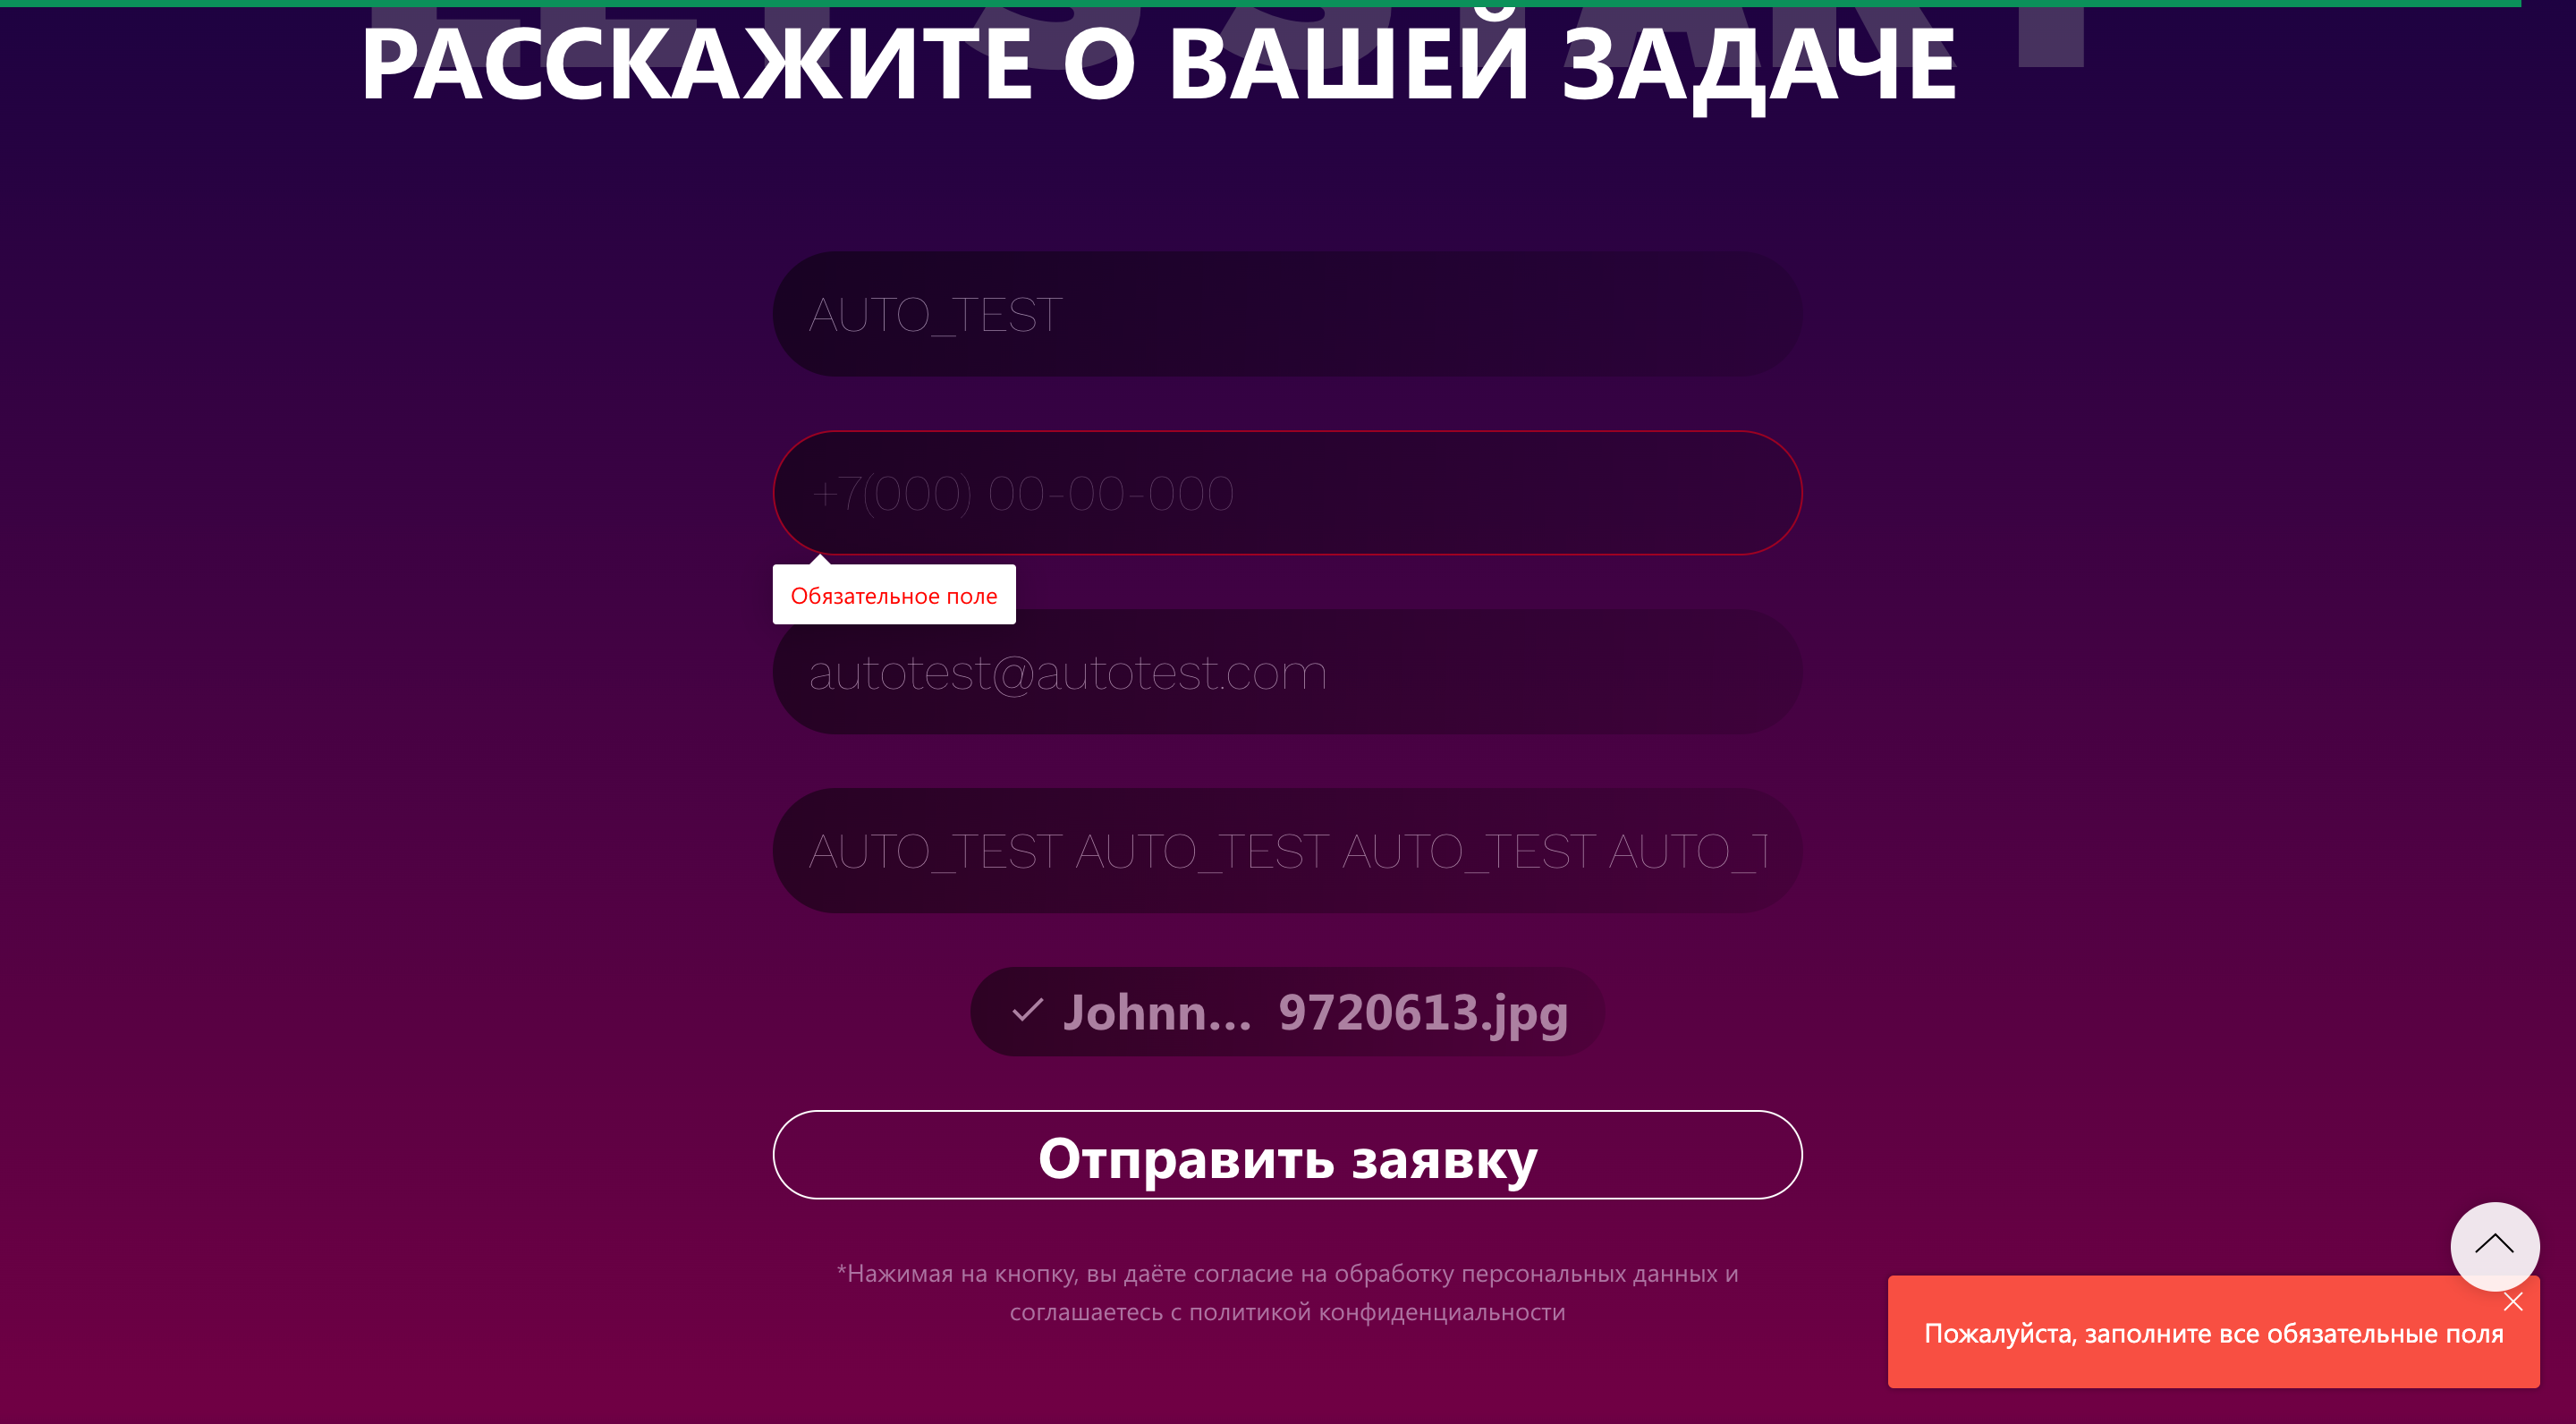 РАССКАЖИТЕ О ВАШЕЙ ЗАДАЧЕ
AUTO_TEST
+7(000) 00-00-000
Обязательное поле
autotest@autotest.com
AUTO_TEST AUTO_TEST AUTO_TEST AUTO_T
Johnn... 9720613.jpg
Отправить заявку
*Нажимая на кнопку, вы даёте согласие на обработку персональных данных и
соглашаетесь с политикой конфиденциальности
Пожалуйста, заполните все обязательные поля